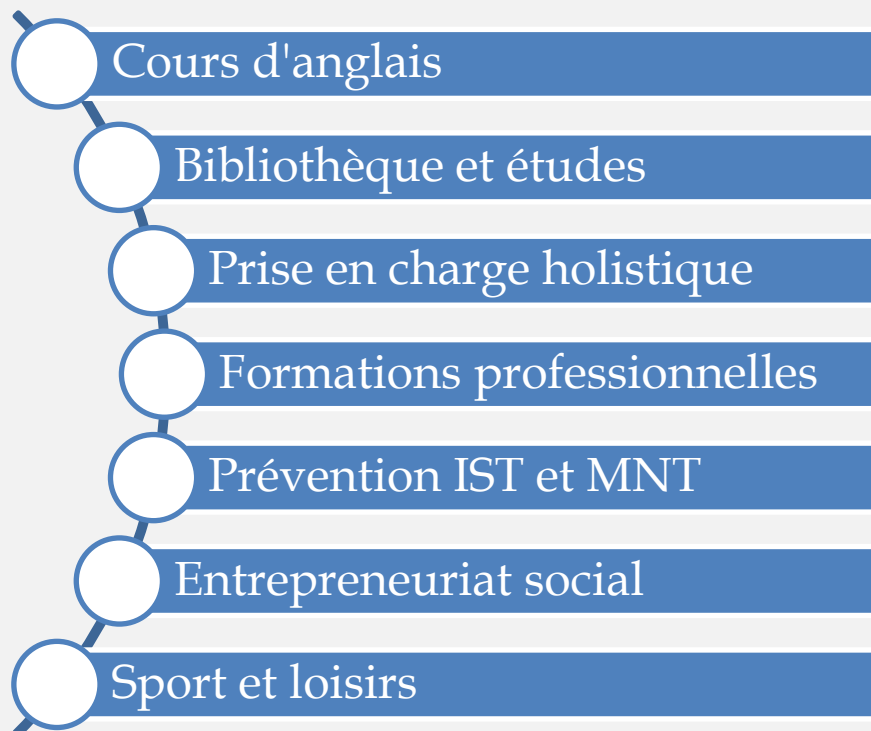 Cours d'anglais
Bibliothèque et études
Prise en charge holistique
Formations professionnelles
Prévention IST et MNT
Entrepreneuriat social
Sport et loisirs